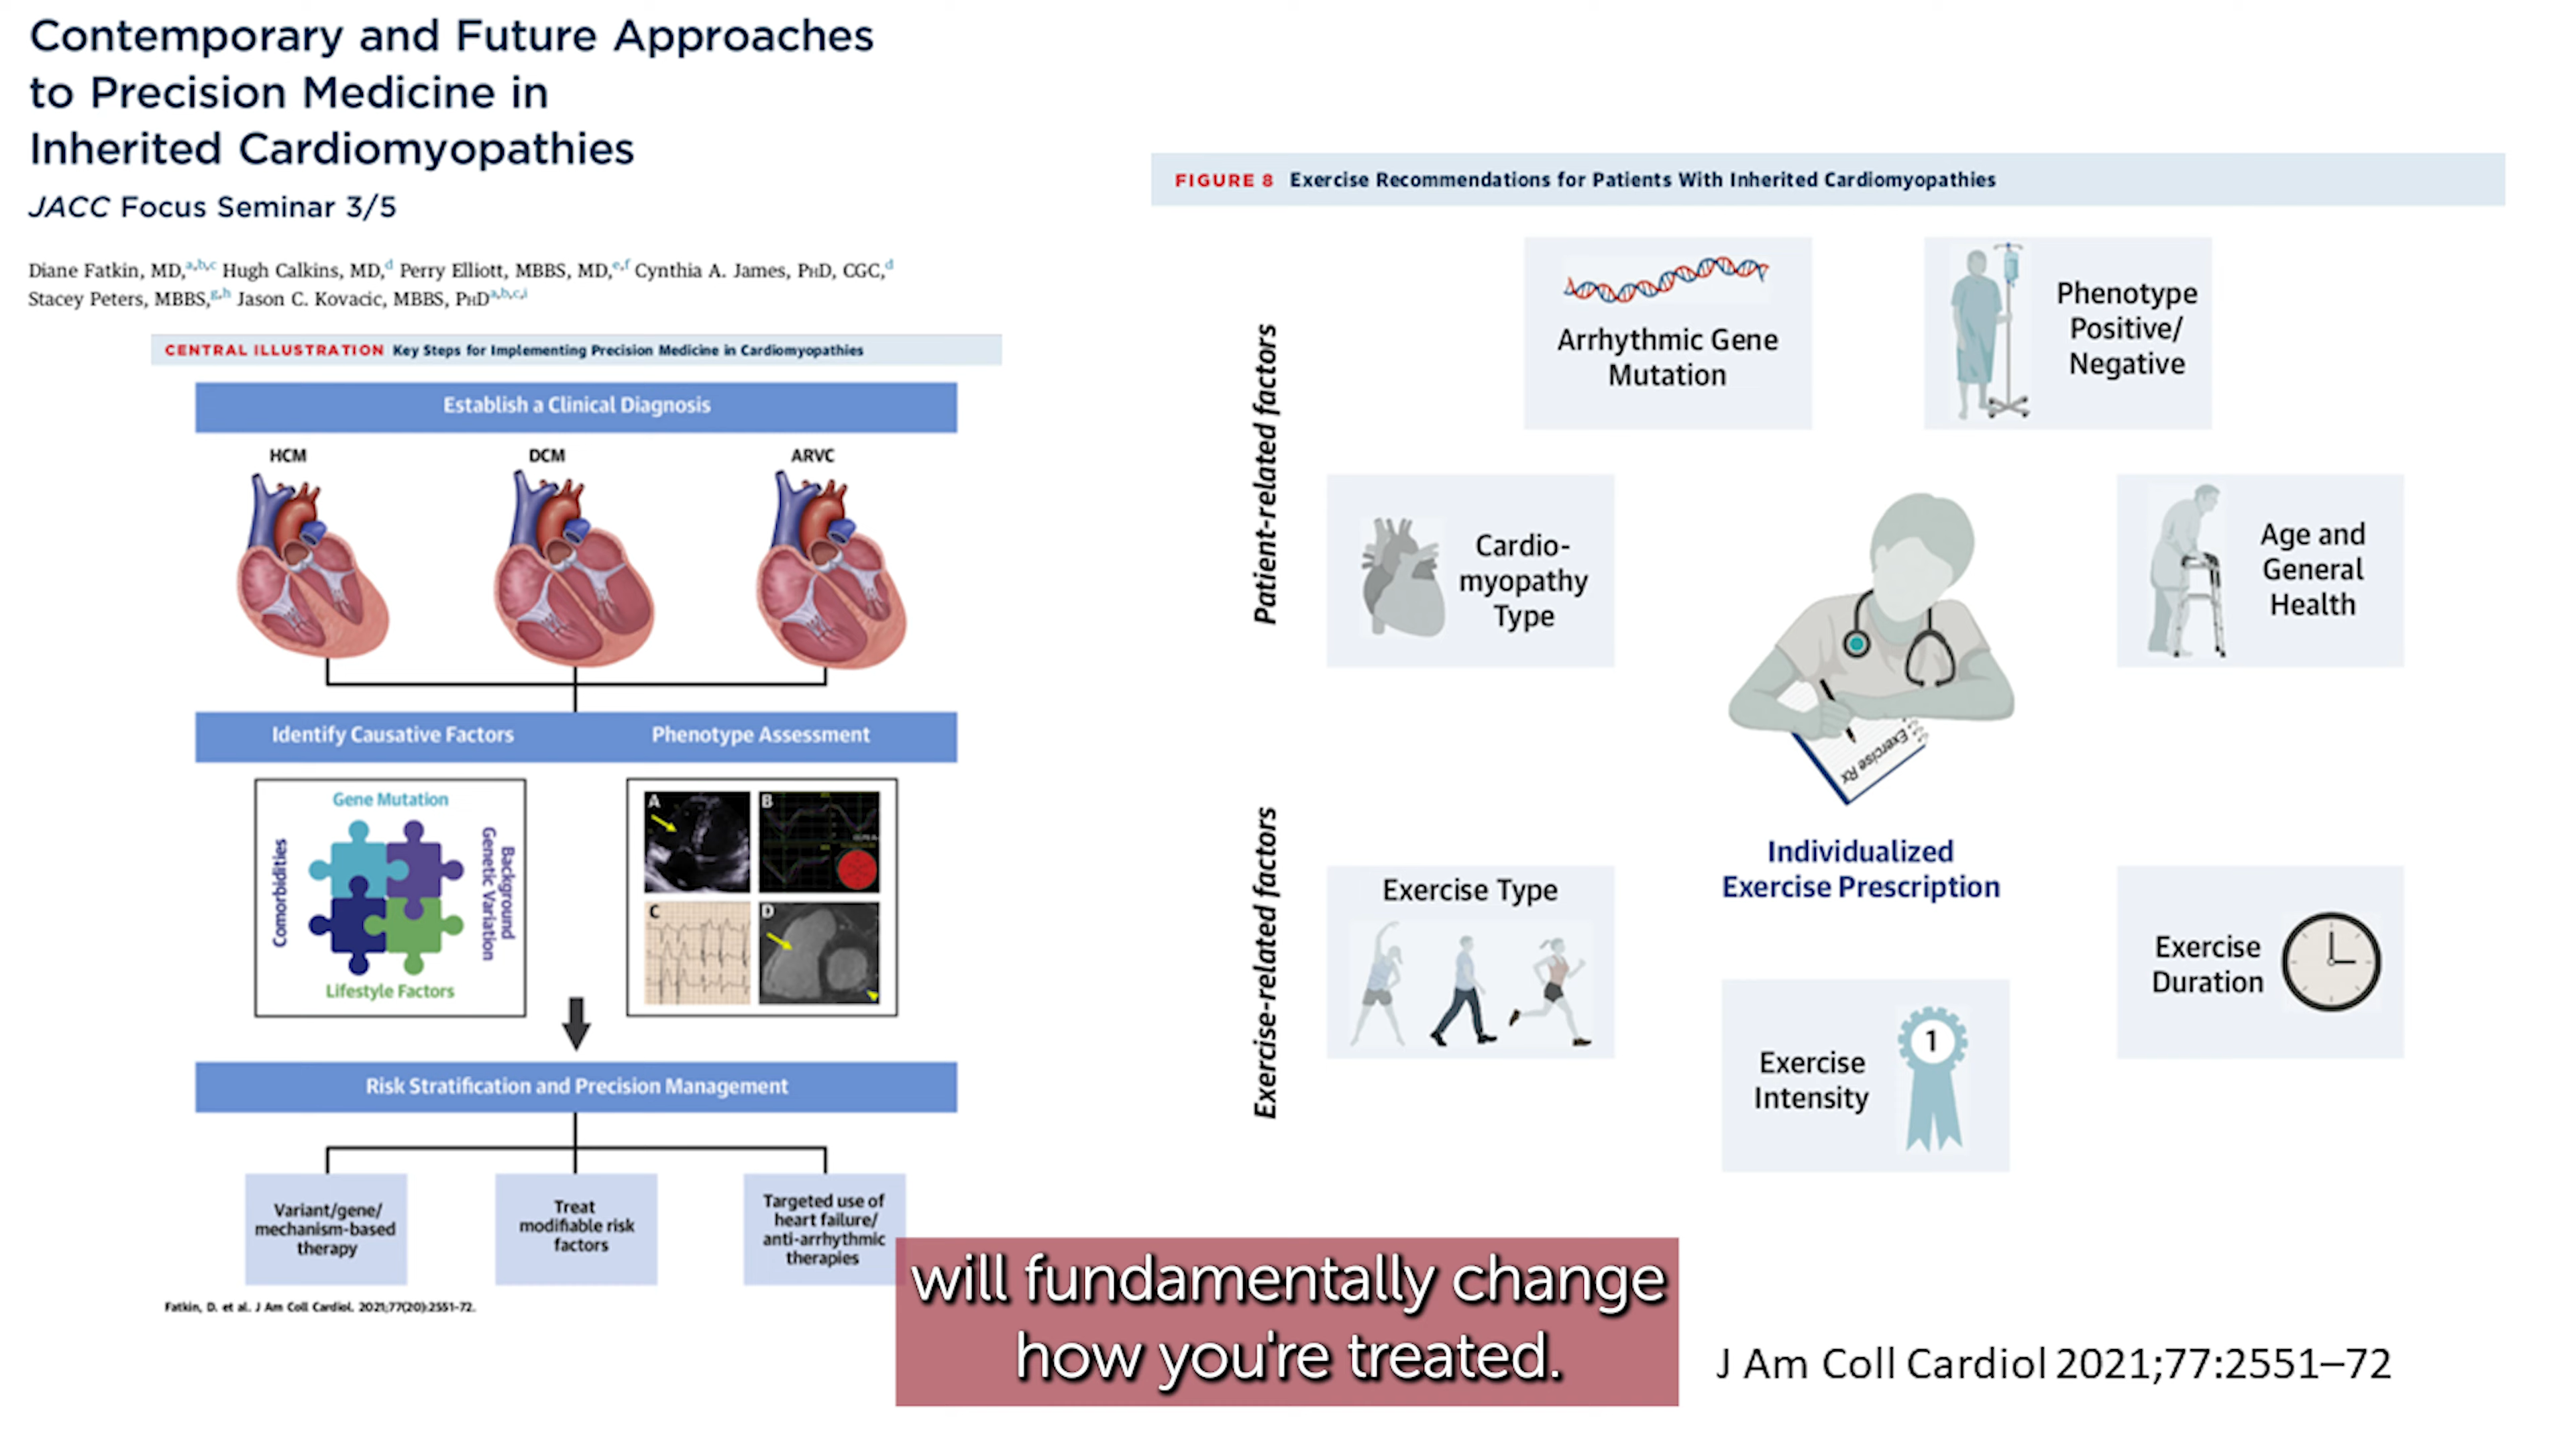 Contemporary and Future Approaches
to Precision Medicine in
Inherited Cardiomyopathies
JACC Focus Seminar 3/5
Diane Fatkin, MD,a,b,c Hugh Calkins, MD,d Perry Elliott, MBBS, MD,e,f Cynthia A. James, PHD, CGC,d
Stacey Peters, MBBS,g,h Jason C. Kovacic, MBBS, PHDa,b,c,i
CENTRAL ILLUSTRATION Key Steps for Implementing Precision Medicine in Cardiomyopathies
Establish a Clinical Diagnosis
HCM
DCM
ARVC
Identify Causative Factors
Phenotype Assessment
Gene Mutation
Comorbidities
Background
Genetic Variation
Lifestyle Factors
A
B
C
D
Risk Stratification and Precision Management
Variant/gene/
mechanism-based
therapy
Treat
modifiable risk
factors
Targeted use of
heart failure/
anti-arrhythmic
therapies
Fatkin, D. et al. J Am Coll Cardiol. 2021;77(20):2551-72.
FIGURE 8 Exercise Recommendations for Patients With Inherited Cardiomyopathies
Patient-related factors
Arrhythmic Gene
Mutation
Phenotype
Positive/
Negative
Cardio-
myopathy
Type
Age and
General
Health
Exercise Rx
Individualized
Exercise Prescription
Exercise-related factors
Exercise Type
Exercise
Intensity
1
Exercise
Duration
will fundamentally change
how you're treated.
J Am Coll Cardiol 2021;77:2551–72